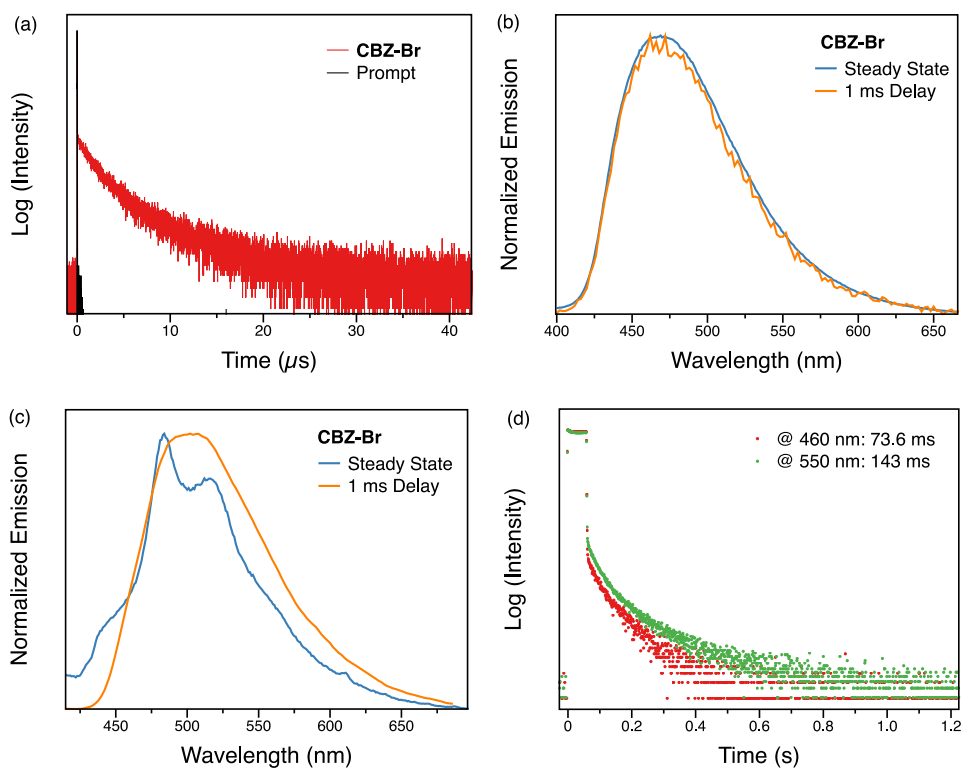 (a)
CBZ-Br
Prompt
Log (Intensity)
0 10 20 30 40
Time (µs)
(b)
CBZ-Br
Steady State
1 ms Delay
Normalized Emission
400 450 500 550 600 650
Wavelength (nm)
(c)
CBZ-Br
Steady State
1 ms Delay
Normalized Emission
450 500 550 600 650
Wavelength (nm)
(d)
@ 460 nm: 73.6 ms
@ 550 nm: 143 ms
Log (Intensity)
0 0.2 0.4 0.6 0.8 1.0 1.2
Time (s)